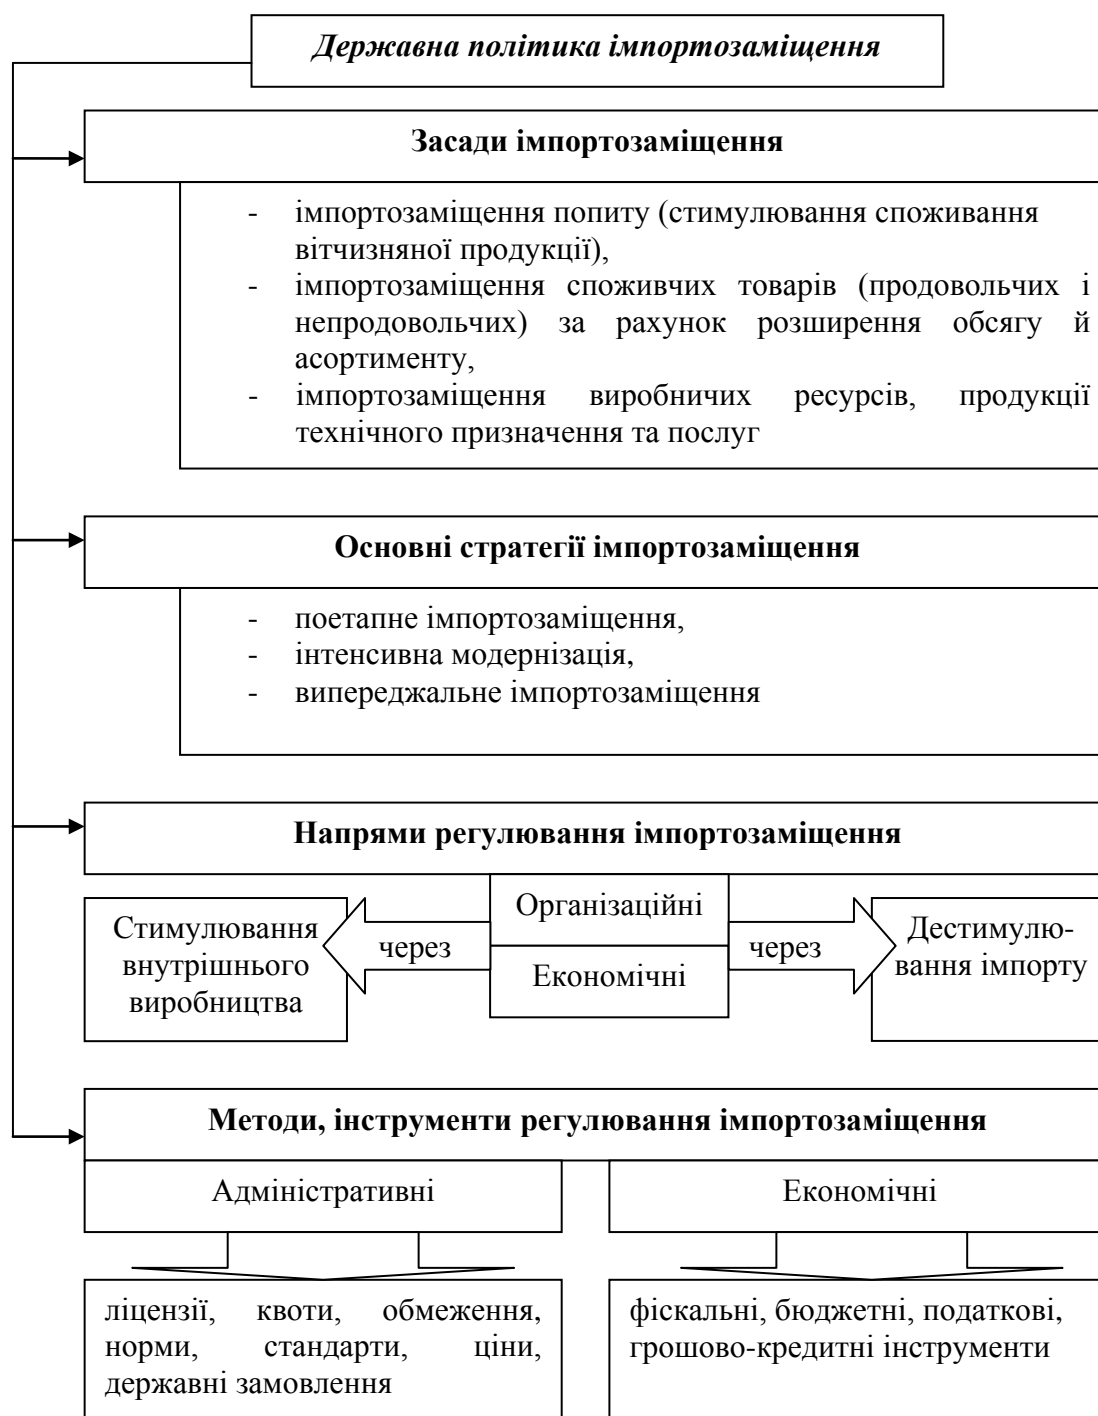 Державна політика імпортозаміщення
Засади імпортозаміщення
- імпортозаміщення попиту (стимулювання споживання
вітчизняної продукції),
- імпортозаміщення споживчих товарів (продовольчих і
непродовольчих) за рахунок розширення обсягу й
асортименту,
- імпортозаміщення виробничих ресурсів, продукції
технічного призначення та послуг
Основні стратегії імпортозаміщення
- поетапне імпортозаміщення,
- інтенсивна модернізація,
- випереджальне імпортозаміщення
Напрями регулювання імпортозаміщення
Стимулювання
внутрішнього
виробництва
через
Організаційні
Економічні
через
Дестимулю-
вання імпорту
Методи, інструменти регулювання імпортозаміщення
Адміністративні
ліцензії, квоти, обмеження,
норми, стандарти, ціни,
державні замовлення
Економічні
фіскальні, бюджетні, податкові,
грошово-кредитні інструменти